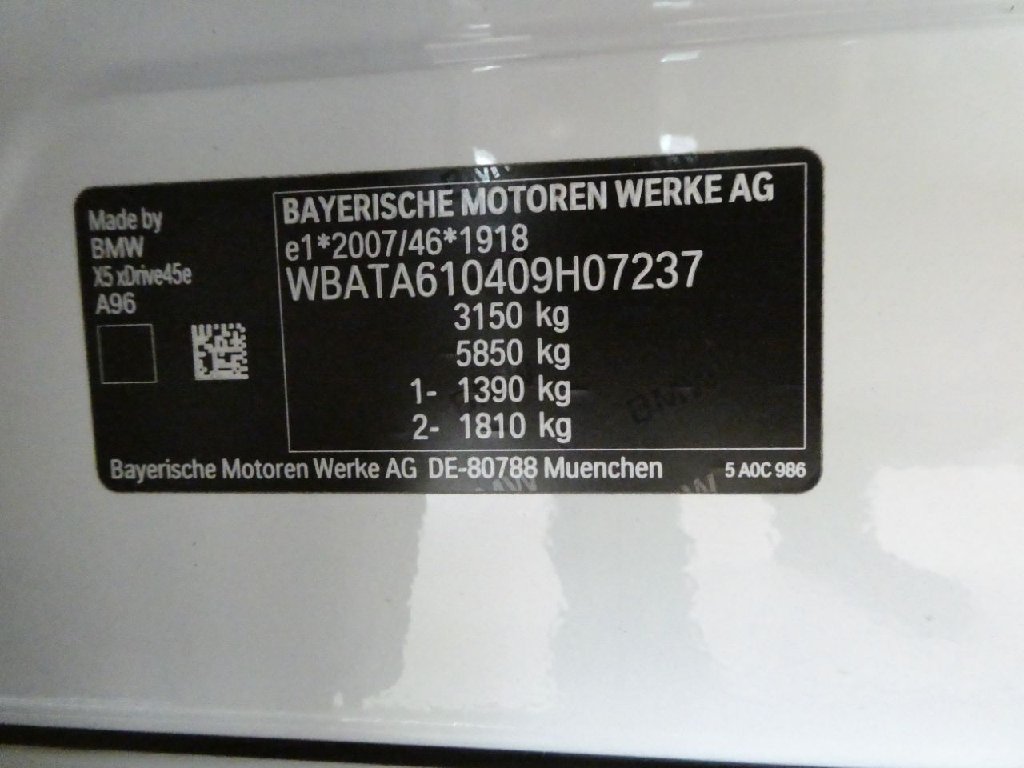 Made by
BMW
X5 xDrive45e
A96
BAYERISCHE MOTOREN WERKE AG
e1*2007/46*1918
WBATA610409H07237
3150 kg
5850 kg
1- 1390 kg
2- 1810 kg
Bayerische Motoren Werke AG DE-80788 Muenchen
5 A0C 986